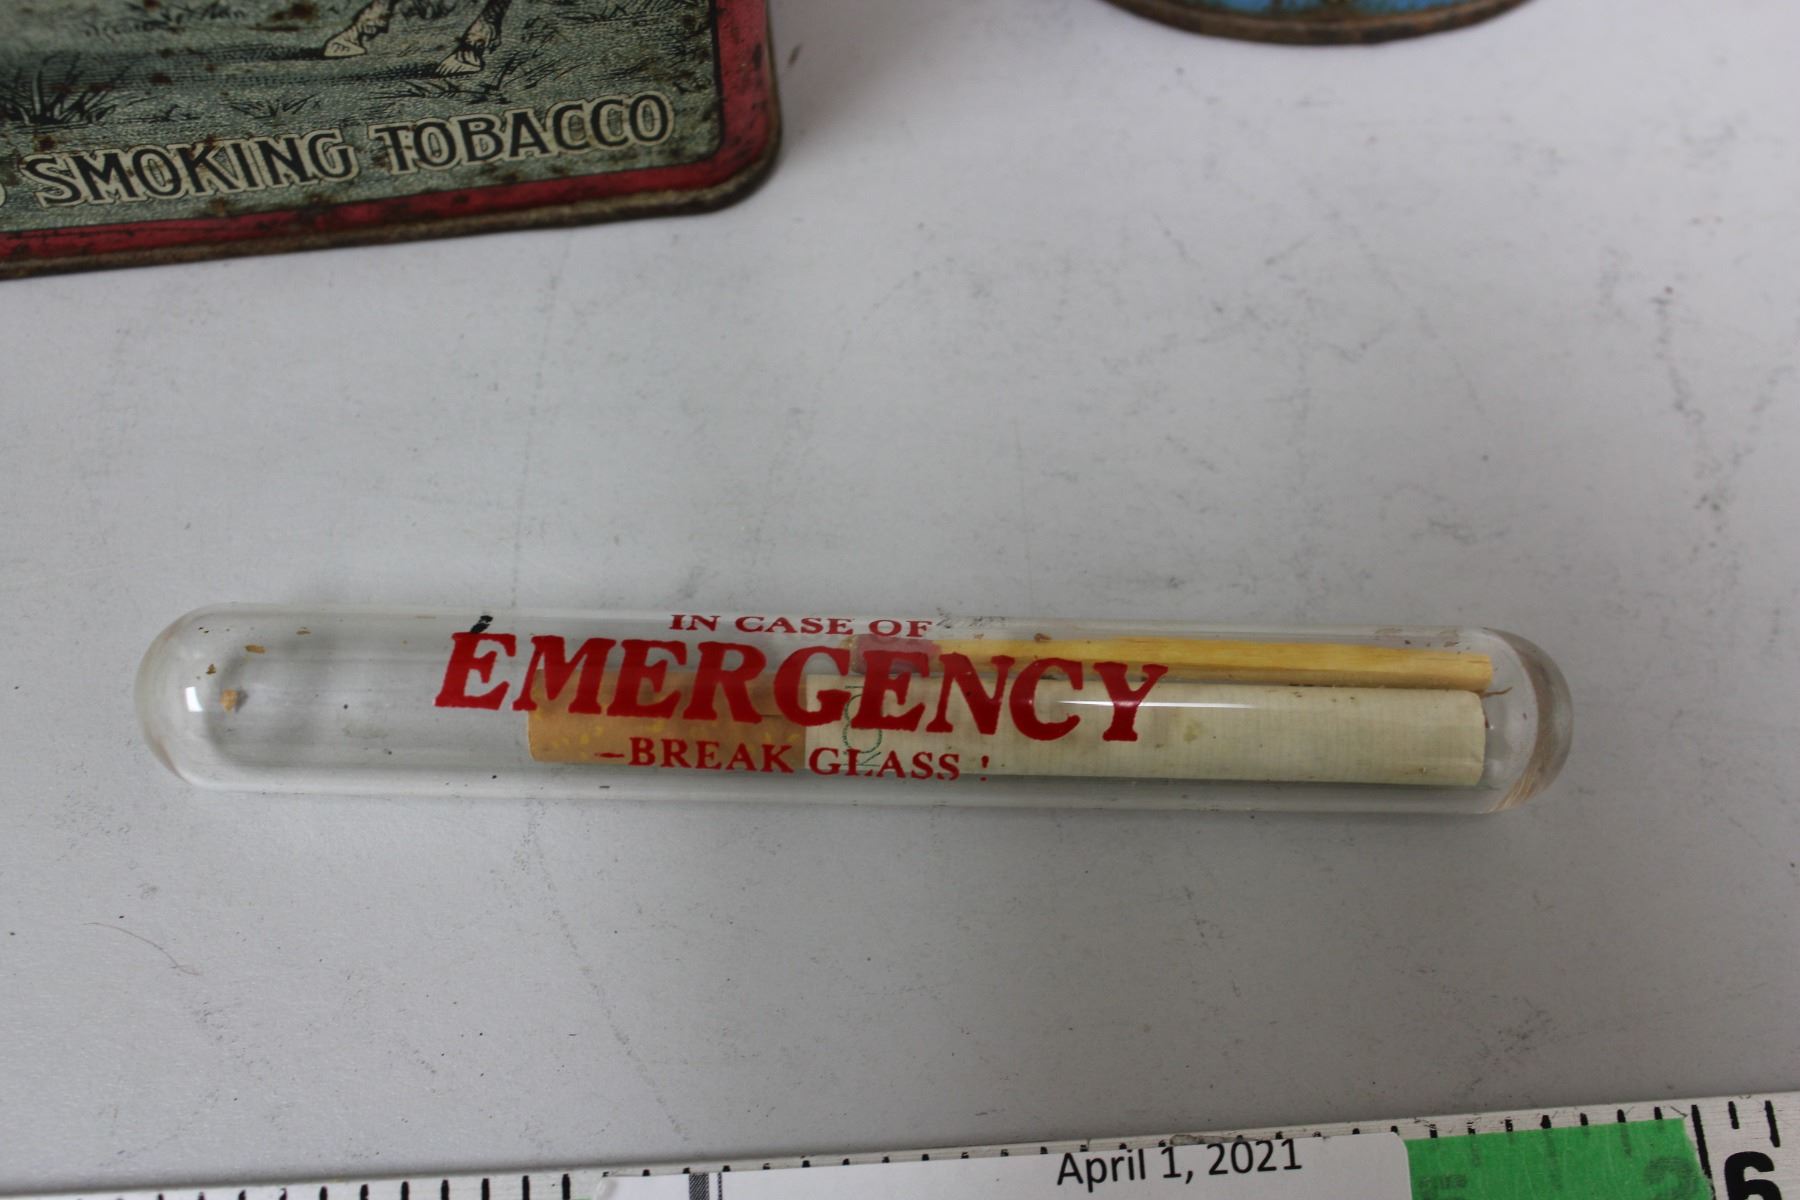 SMOKING TOBACCO
IN CASE OF
EMERGENCY
–BREAK GLASS!
April 1, 2021
6